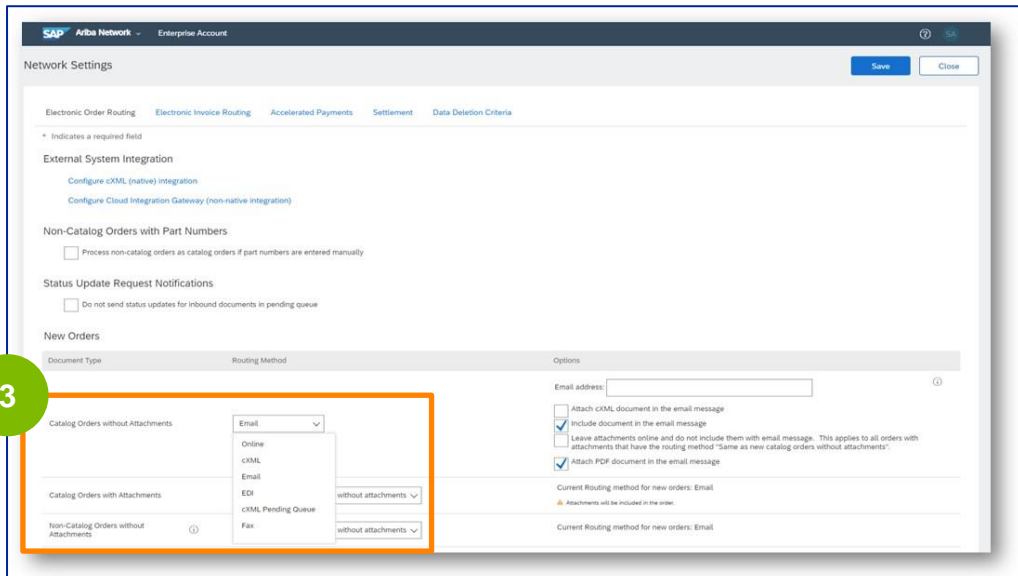 SAP Ariba Network Enterprise Account SA
Network Settings Save Close
Electronic Order Routing Electronic Invoice Routing Accelerated Payments Settlement Data Deletion Criteria
* Indicates a required field
External System Integration
Configure cXML (native) integration
Configure Cloud Integration Gateway (non-native integration)
Non-Catalog Orders with Part Numbers
Process non-catalog orders as catalog orders if part numbers are entered manually
Status Update Request Notifications
Do not send status updates for inbound documents in pending queue
New Orders
Document Type Routing Method Options
3
Catalog Orders without Attachments
Email
Online
cXML
Email
EDI
cXML Pending Queue
Fax
Email address:
Attach cXML document in the email message
Include document in the email message
Leave attachments online and do not include them with email message. This applies to all orders with
attachments that have the routing method "Same as new catalog orders without attachments".
Attach PDF document in the email message
Catalog Orders with Attachments
without attachments
Current Routing method for new orders: Email
Attachments will be included in the order.
Non-Catalog Orders without
Attachments
without attachments
Current Routing method for new orders: Email